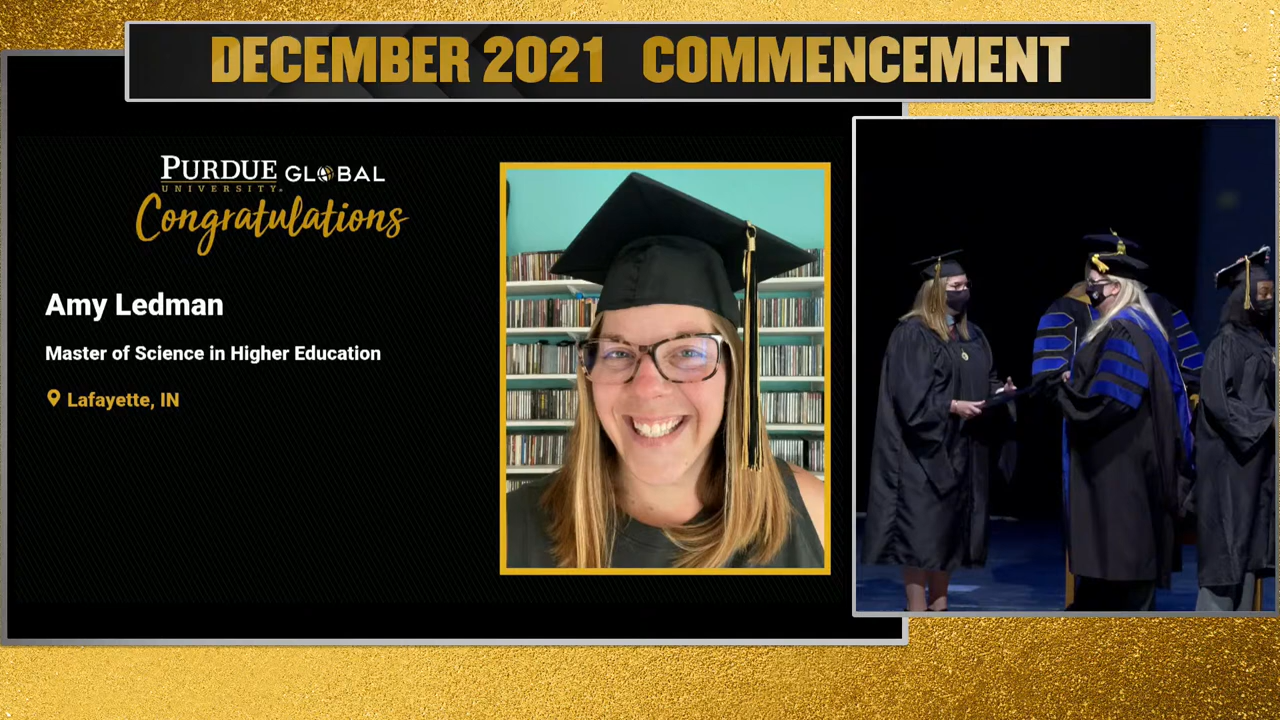 DECEMBER 2021 COMMENCEMENT
PURDUE GLOBAL
UNIVERSITY
Congratulations
Amy Ledman
Master of Science in Higher Education
Lafayette, IN